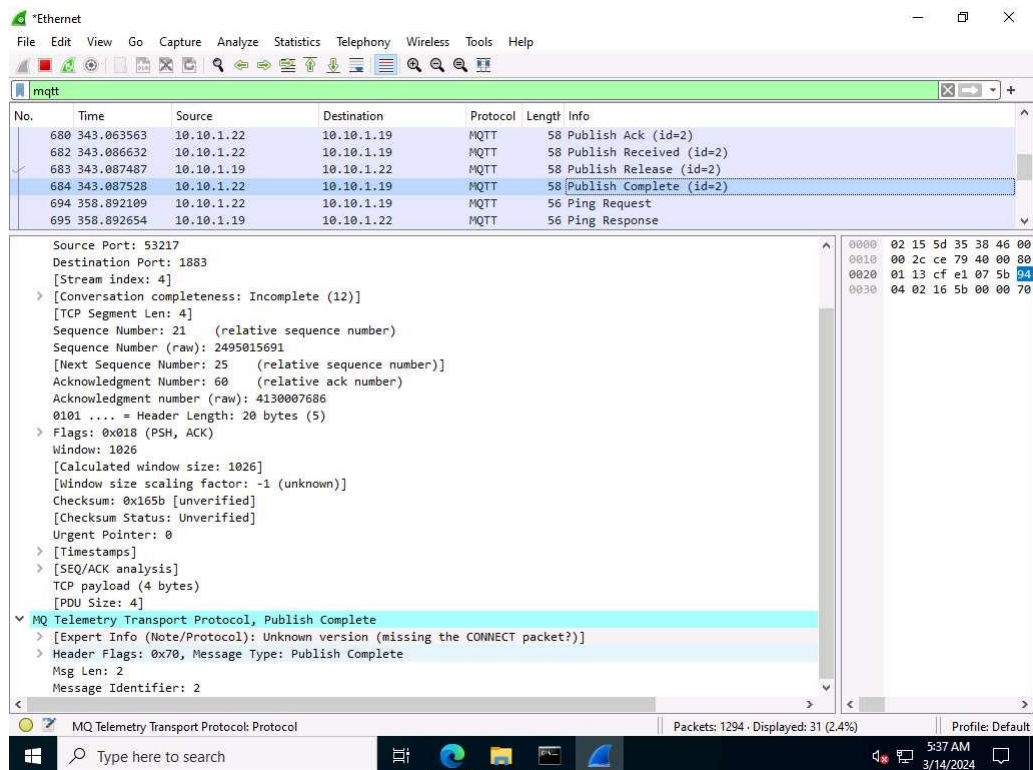 *Ethernet
File Edit View Go Capture Analyze Statistics Telephony Wireless Tools Help
mqtt
No. Time Source Destination Protocol Length Info
680 343.063563 10.10.1.22 10.10.1.19 MQTT 58 Publish Ack (id=2)
682 343.086632 10.10.1.22 10.10.1.19 MQTT 58 Publish Received (id=2)
683 343.087487 10.10.1.19 10.10.1.22 MQTT 58 Publish Release (id=2)
684 343.087528 10.10.1.22 10.10.1.19 MQTT 58 Publish Complete (id=2)
694 358.892109 10.10.1.22 10.10.1.19 MQTT 56 Ping Request
695 358.892654 10.10.1.19 10.10.1.22 MQTT 56 Ping Response
Source Port: 53217
Destination Port: 1883
[Stream index: 4]
[Conversation completeness: Incomplete (12)]
[TCP Segment Len: 4]
Sequence Number: 21 (relative sequence number)
Sequence Number (raw): 2495015691
[Next Sequence Number: 25 (relative sequence number)]
Acknowledgment Number: 60 (relative ack number)
Acknowledgment number (raw): 4130007686
0101 .... = Header Length: 20 bytes (5)
Flags: 0x018 (PSH, ACK)
Window: 1026
[Calculated window size: 1026]
[Window size scaling factor: -1 (unknown)]
Checksum: 0x165b [unverified]
[Checksum Status: Unverified]
Urgent Pointer: 0
[Timestamps]
[SEQ/ACK analysis]
TCP payload (4 bytes)
[PDU Size: 4]
MQ Telemetry Transport Protocol, Publish Complete
[Expert Info (Note/Protocol): Unknown version (missing the CONNECT packet?)]
Header Flags: 0x70, Message Type: Publish Complete
Msg Len: 2
Message Identifier: 2
0000 02 15 5d 35 38 46 00
0010 00 2c ce 79 40 00 80
0020 01 13 cf e1 07 5b 94
0030 04 02 16 5b 00 00 70
MQ Telemetry Transport Protocol: Protocol
Packets: 1294 · Displayed: 31 (2.4%)
Profile: Default
Type here to search
5:37 AM
3/14/2024